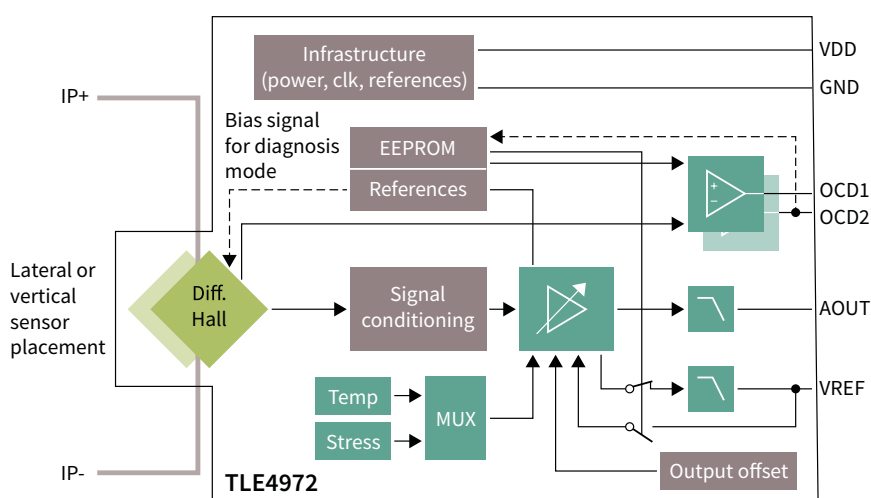 Infrastructure
(power, clk, references)
VDD
GND
IP+
Bias signal
for diagnosis
mode
EEPROM
References
+
−
OCD1
OCD2
Lateral or
vertical
sensor
placement
Diff.
Hall
Signal
conditioning
AOUT
Temp
Stress
MUX
VREF
IP-
TLE4972
Output offset